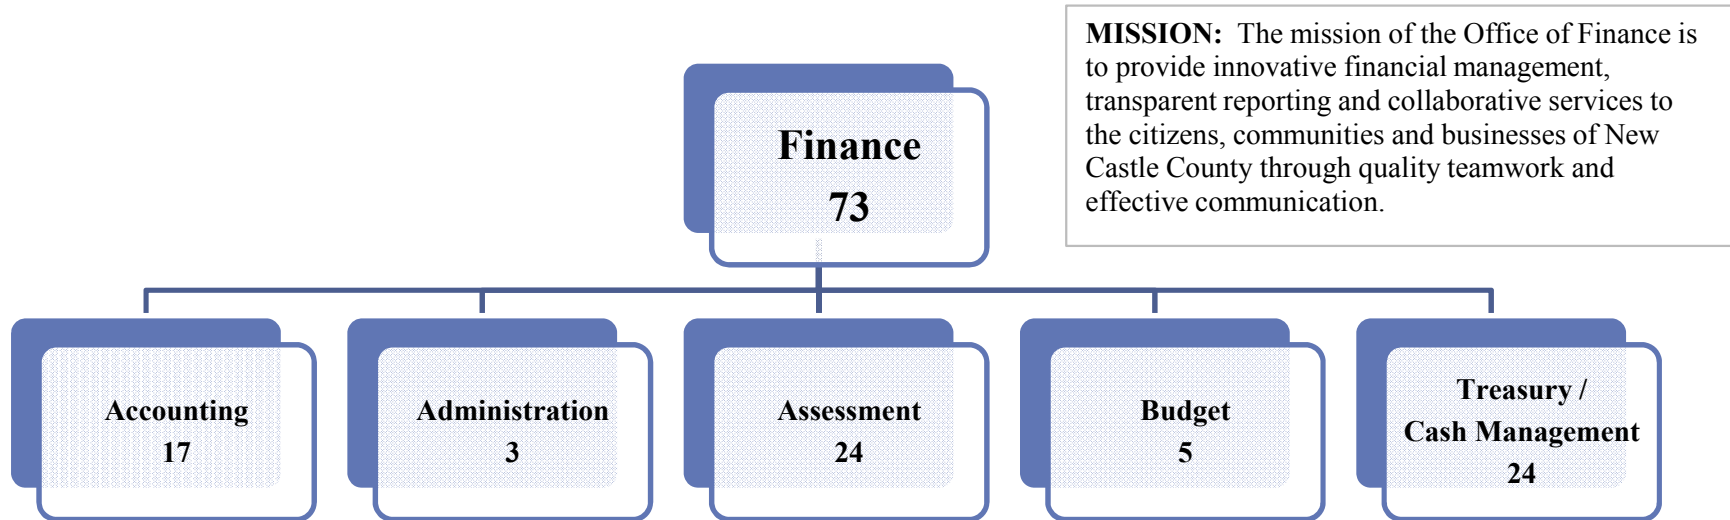 MISSION: The mission of the Office of Finance is
to provide innovative financial management,
transparent reporting and collaborative services to
the citizens, communities and businesses of New
Castle County through quality teamwork and
effective communication.
Finance
73
Accounting
17
Administration
3
Assessment
24
Budget
5
Treasury /
Cash Management
24